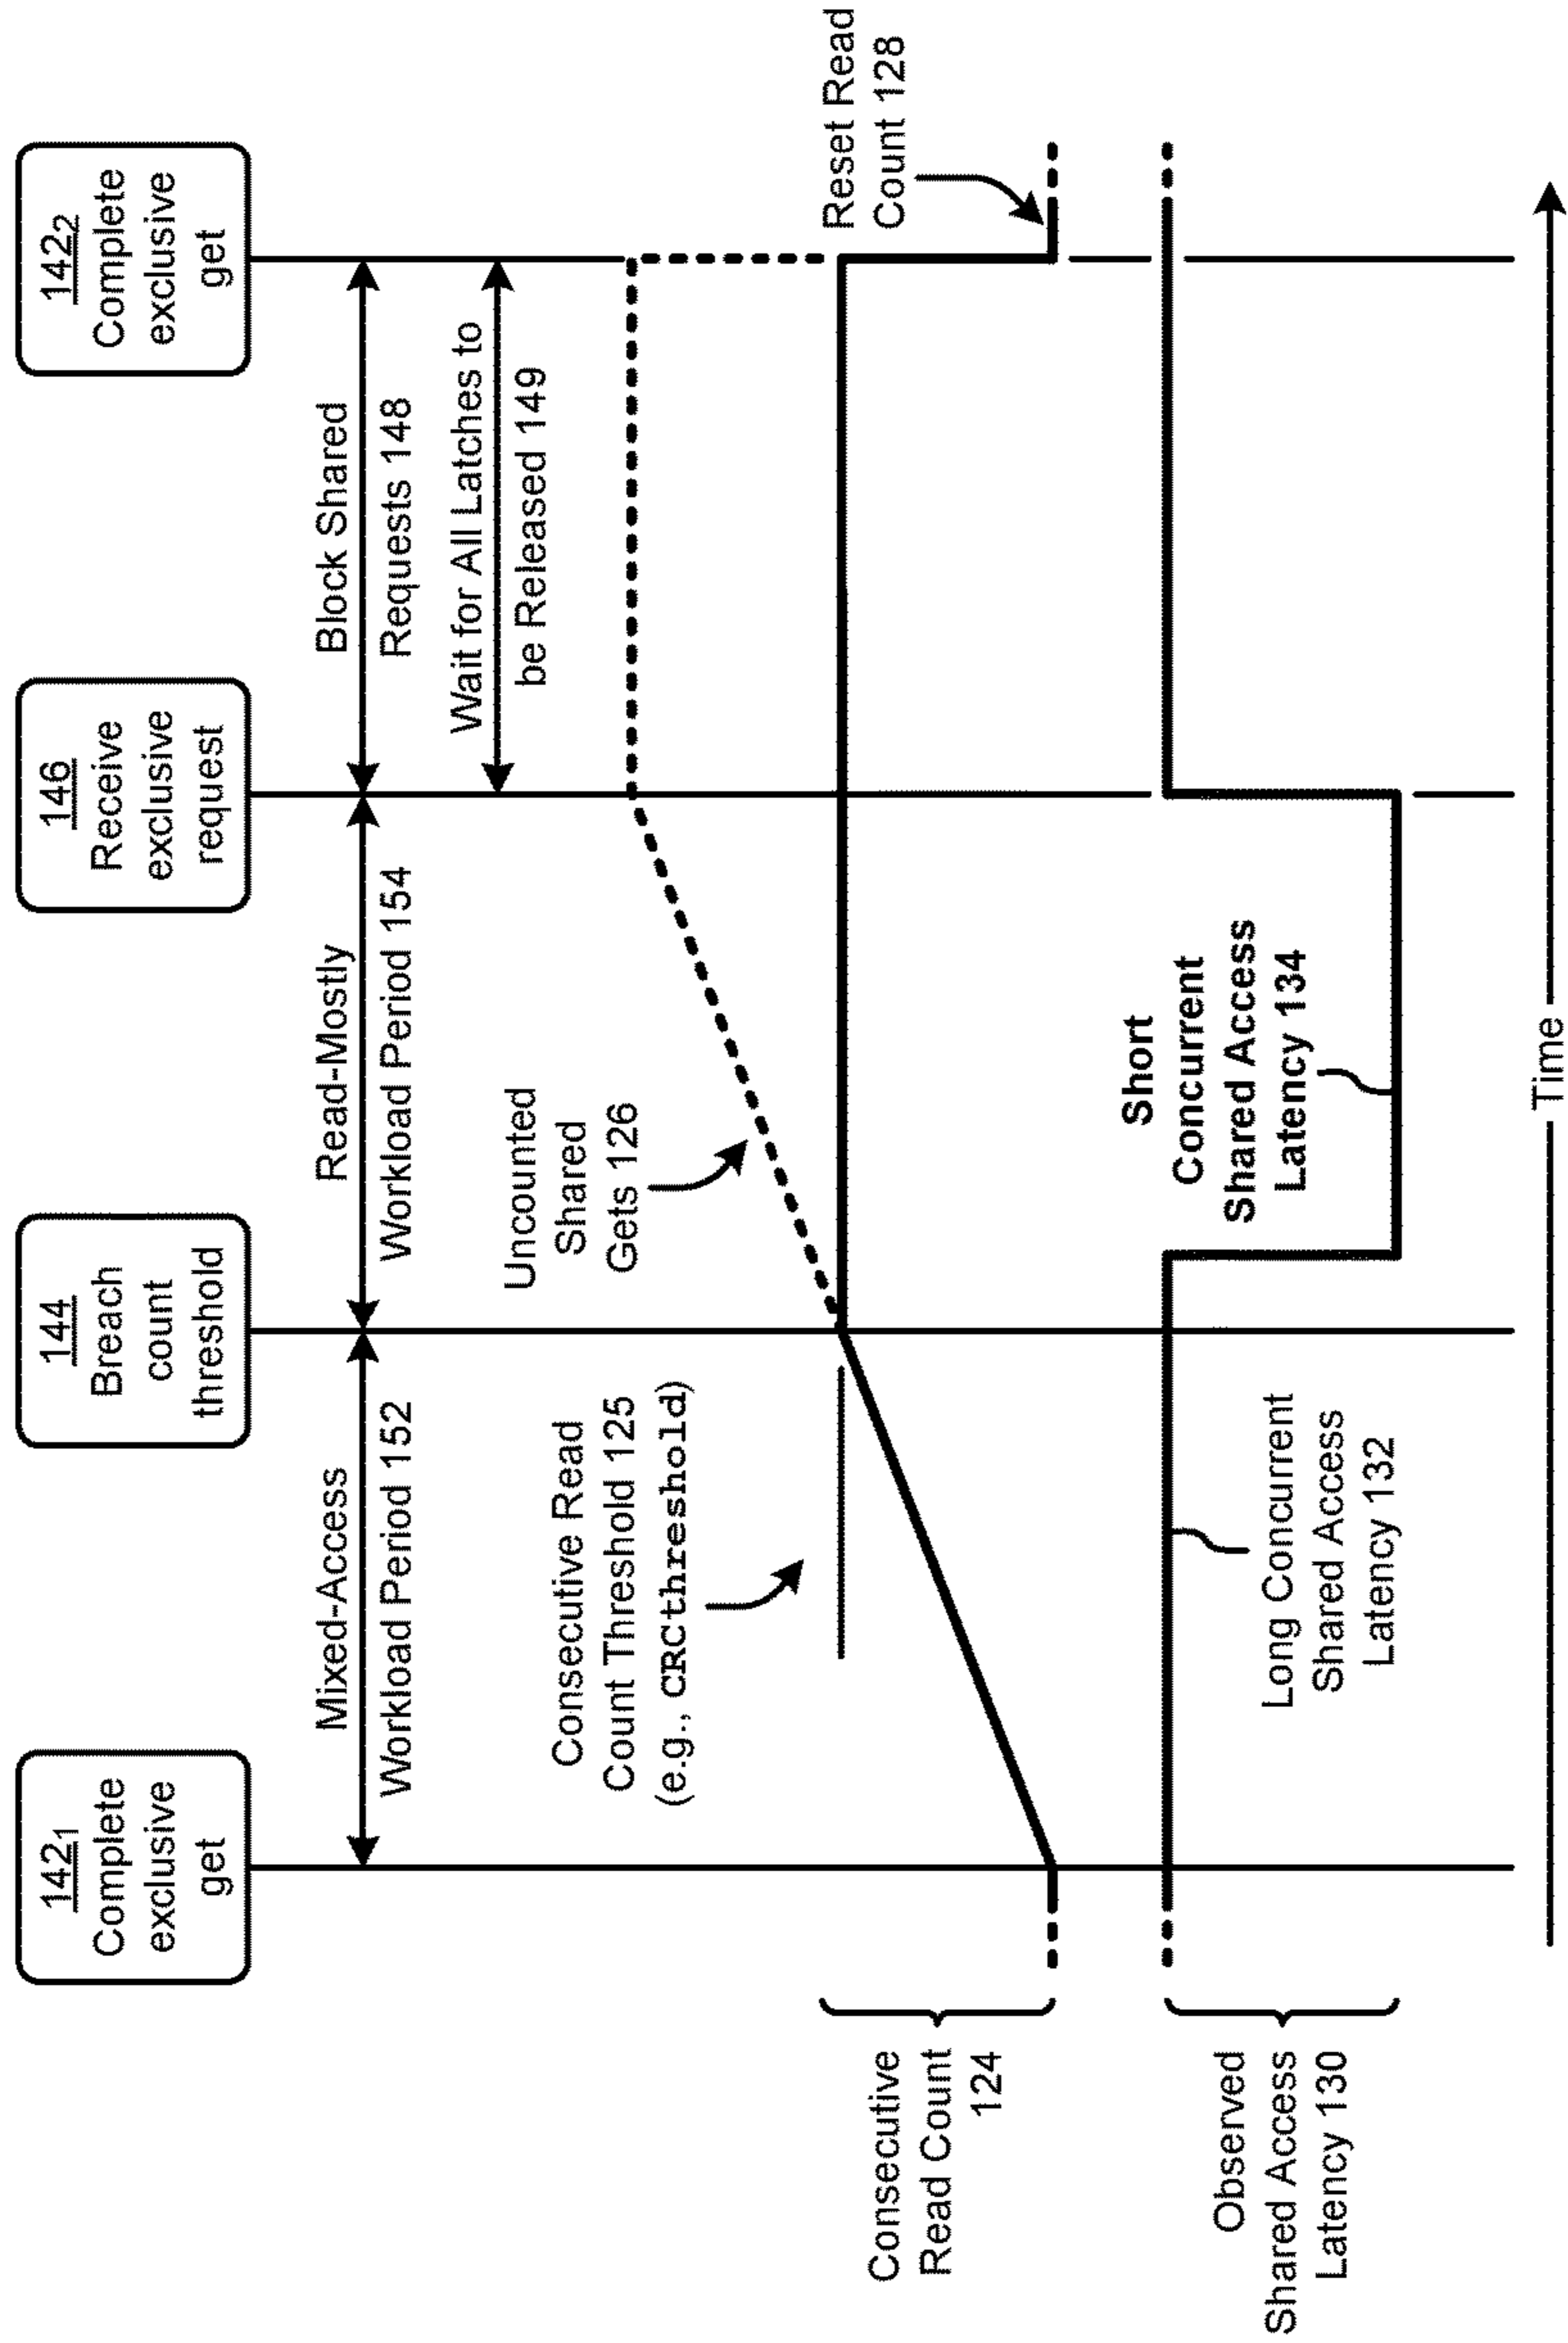 142₁
Complete
exclusive
get
144
Breach
count
threshold
146
Receive
exclusive
request
142₂
Complete
exclusive
get
Mixed-Access
Workload Period 152
Read-Mostly
Workload Period 154
Block Shared
Requests 148
Wait for All Latches to
be Released 149
Consecutive Read
Count Threshold 125
(e.g., CRCthreshold)
Uncounted
Shared
Gets 126
Reset Read
Count 128
Consecutive
Read Count
124
Observed
Shared Access
Latency 130
Long Concurrent
Shared Access
Latency 132
Short
Concurrent
Shared Access
Latency 134
Time